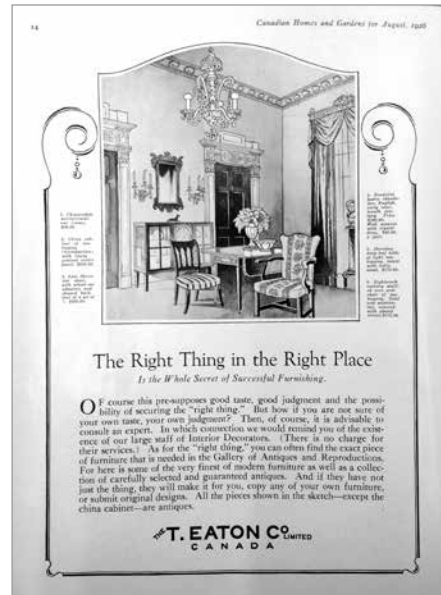 14
Canadian Homes and Gardens for August, 1926
The Right Thing in the Right Place
Is the Whole Secret of Successful Furnishing.
OF course this pre-supposes good taste, good judgment and the possi-
bility of securing the "right thing." But how if you are not sure of
your own taste, your own judgment? Then, of course, it is advisable to
consult an expert. In which connection we would remind you of the exist-
ence of our large staff of Interior Decorators. (There is no charge for
their services.) As for the "right thing," you can often find the exact piece
of furniture that is needed in the Gallery of Antiques and Reproductions.
For here is some of the very finest of modern furniture as well as a collec-
tion of carefully selected and guaranteed antiques. And if they have not
just the thing, they will make it for you, copy any of your own furniture,
or submit original designs. All the pieces shown in the sketch—except the
china cabinet—are antiques.
THE T. EATON CO LIMITED
CANADA